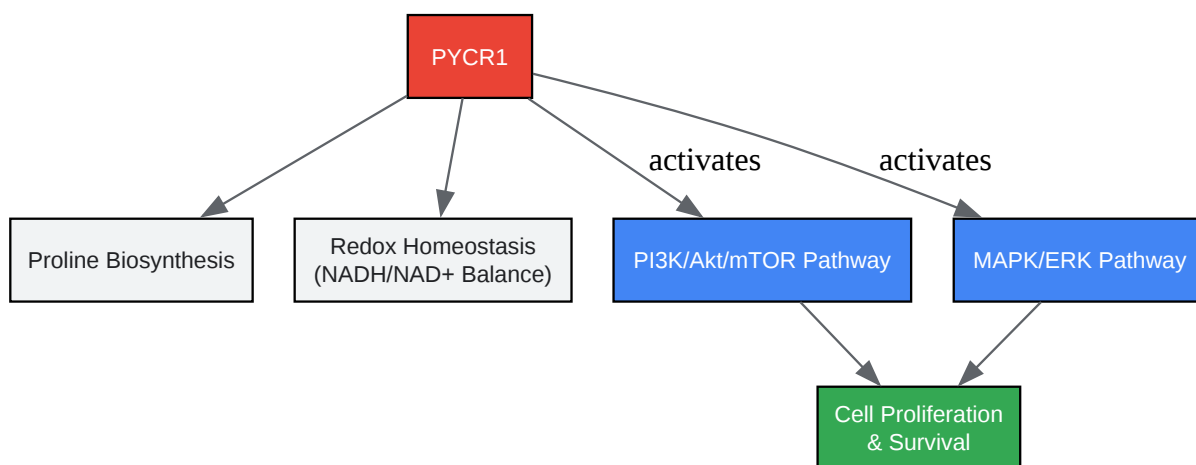 PYCR1
activates
activates
Proline Biosynthesis
Redox Homeostasis
(NADH/NAD+ Balance)
PI3K/Akt/mTOR Pathway
MAPK/ERK Pathway
Cell Proliferation
& Survival